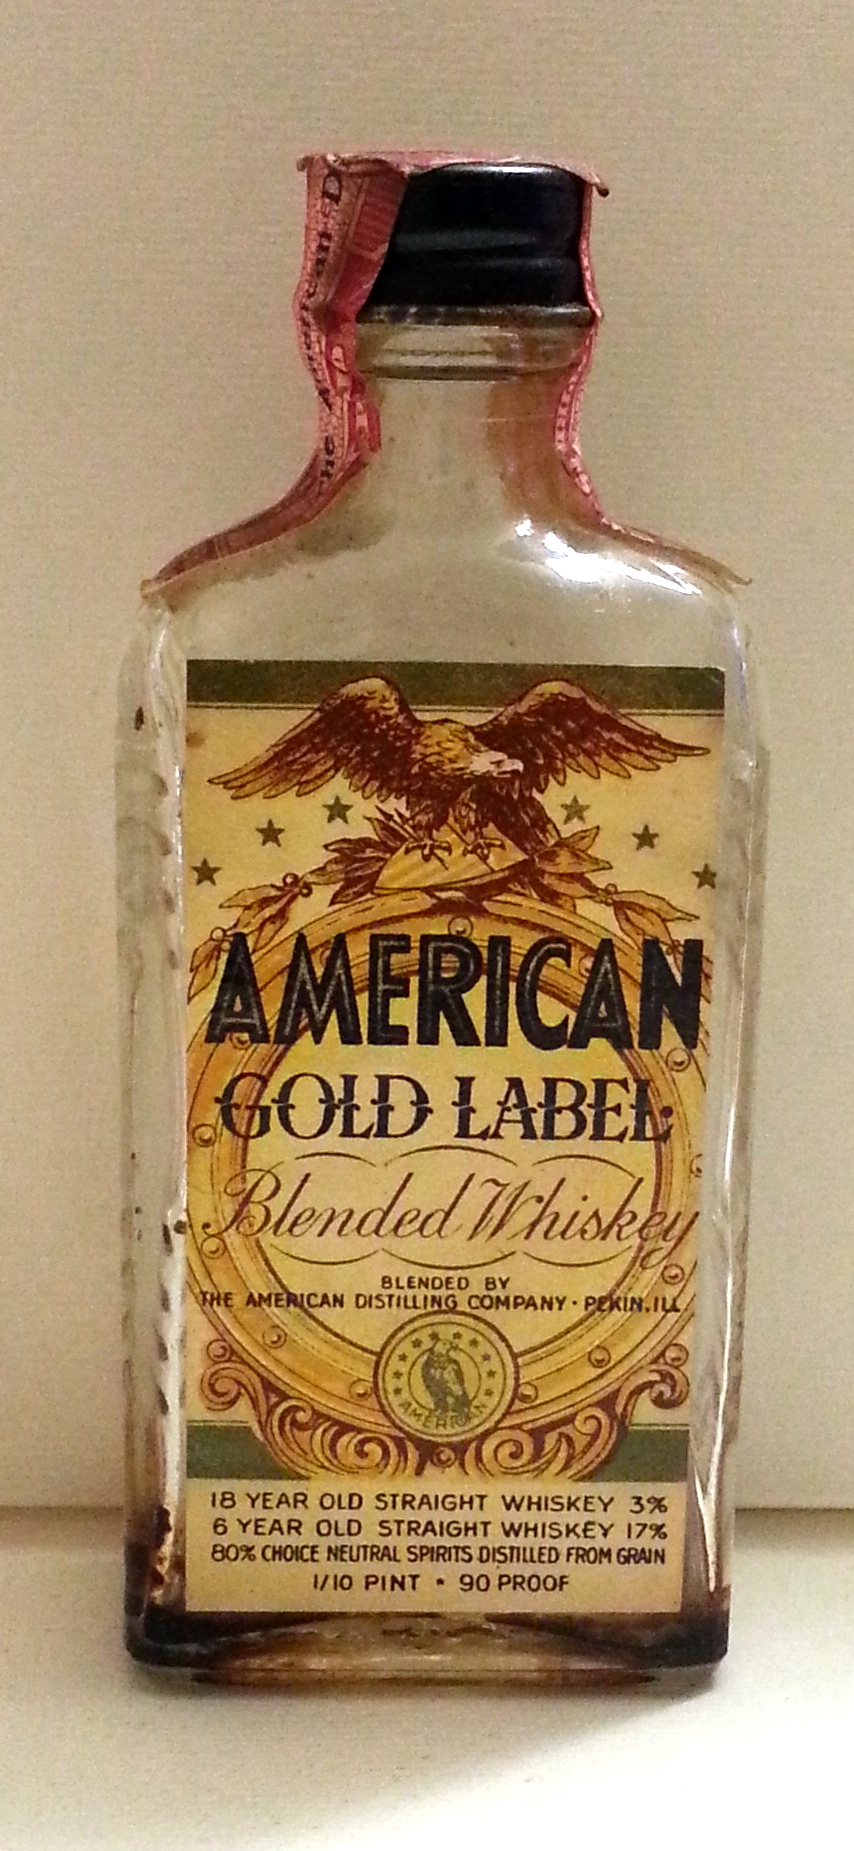 The American D
AMERICAN
GOLD LABEL
Blended Whiskey
BLENDED BY
THE AMERICAN DISTILLING COMPANY • PEKIN, ILL.
AMERICAN
18 YEAR OLD STRAIGHT WHISKEY 3%
6 YEAR OLD STRAIGHT WHISKEY 17%
80% CHOICE NEUTRAL SPIRITS DISTILLED FROM GRAIN
1/10 PINT • 90 PROOF